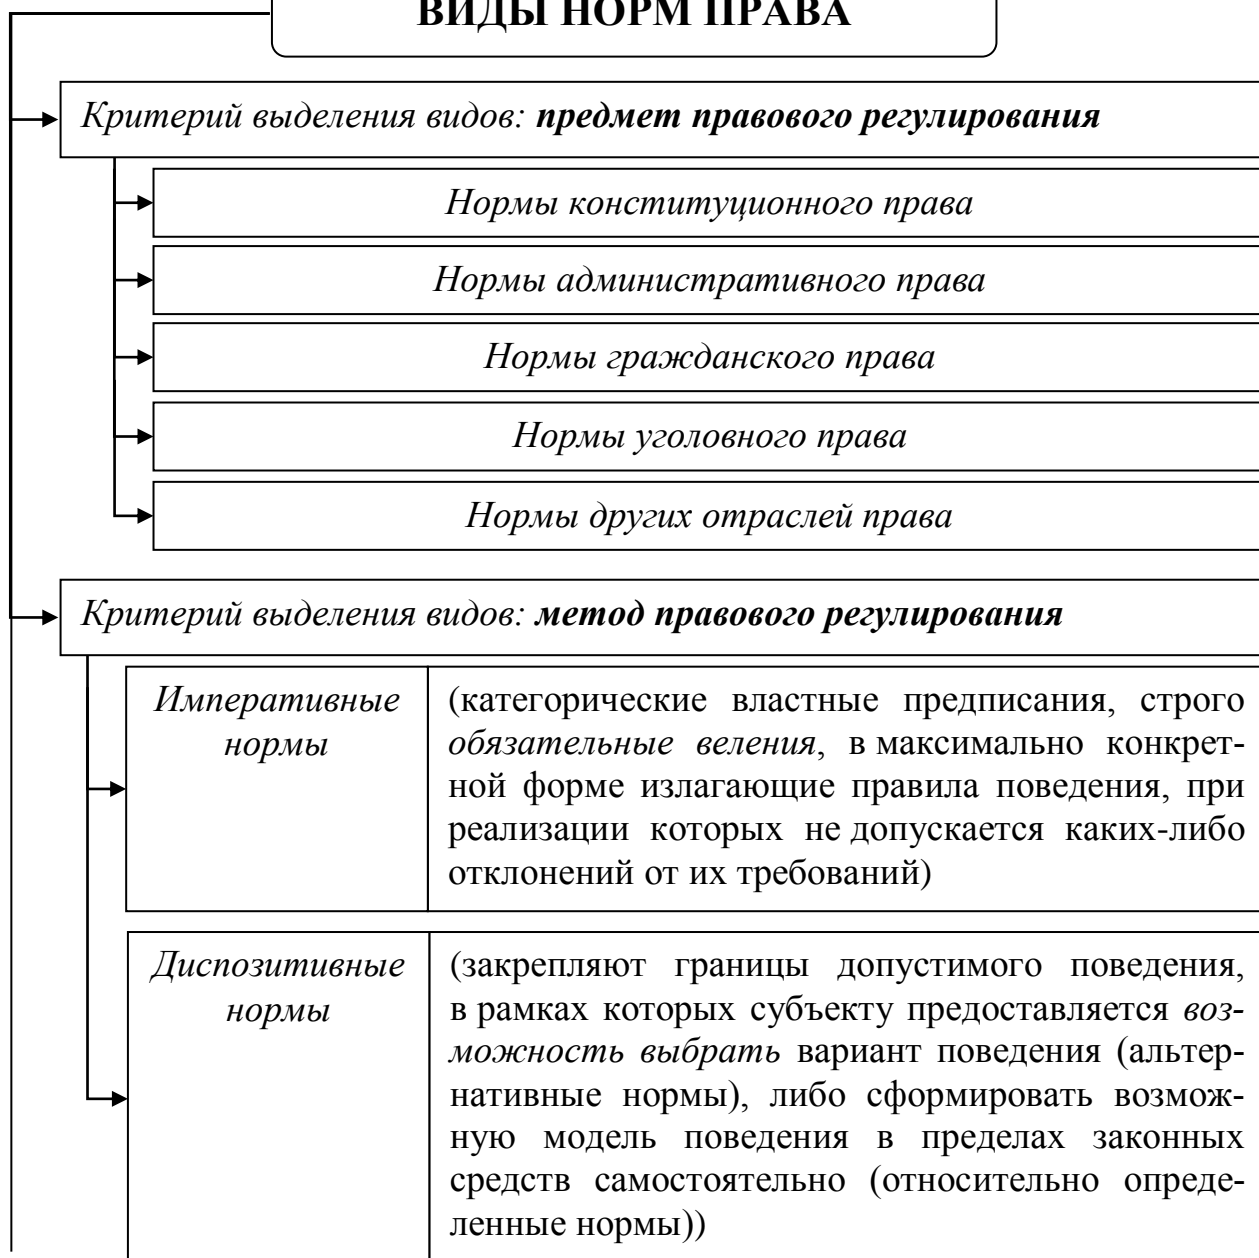 ВИДЫ НОРМ ПРАВА
Критерий выделения видов: предмет правового регулирования
Нормы конституционного права
Нормы административного права
Нормы гражданского права
Нормы уголовного права
Нормы других отраслей права
Критерий выделения видов: метод правового регулирования
Императивные
нормы
(категорические властные предписания, строго
обязательные веления, в максимально конкрет-
ной форме излагающие правила поведения, при
реализации которых не допускается каких-либо
отклонений от их требований)
Диспозитивные
нормы
(закрепляют границы допустимого поведения,
в рамках которых субъекту предоставляется воз-
можность выбрать вариант поведения (альтер-
нативные нормы), либо сформировать возмож-
ную модель поведения в пределах законных
средств самостоятельно (относительно опреде-
ленные нормы))